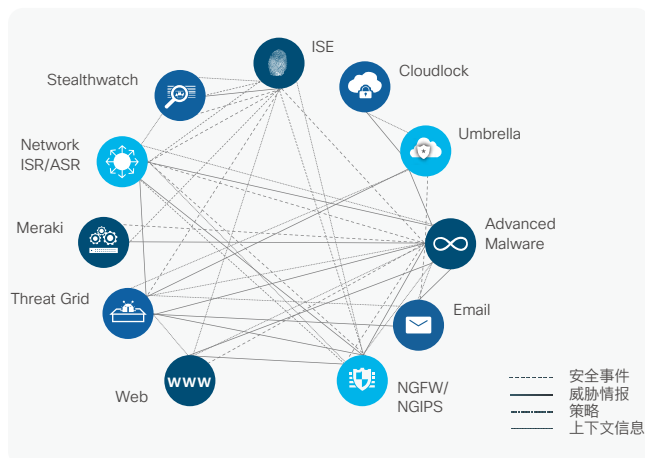 ISE
Cloudlock
Stealthwatch
Umbrella
Network
ISR/ASR
Meraki
Advanced
Malware
Threat Grid
Email
www
Web
NGFW/
NGIPS
安全事件
威胁情报
策略
上下文信息